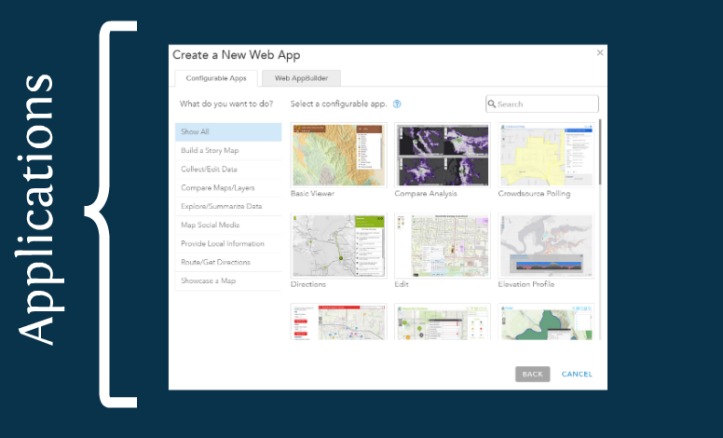 Applications
Create a New Web App
×
Configurable Apps
Web AppBuilder
What do you want to do?
Select a configurable app.
?
Search
Show All
Build a Story Map
Collect/Edit Data
Compare Maps/Layers
Explore/Summarize Data
Map Social Media
Provide Local Information
Route/Get Directions
Showcase a Map
Basic Viewer
Compare Analysis
Crowdsource Polling
Directions
Edit
Elevation Profile
BACK
CANCEL